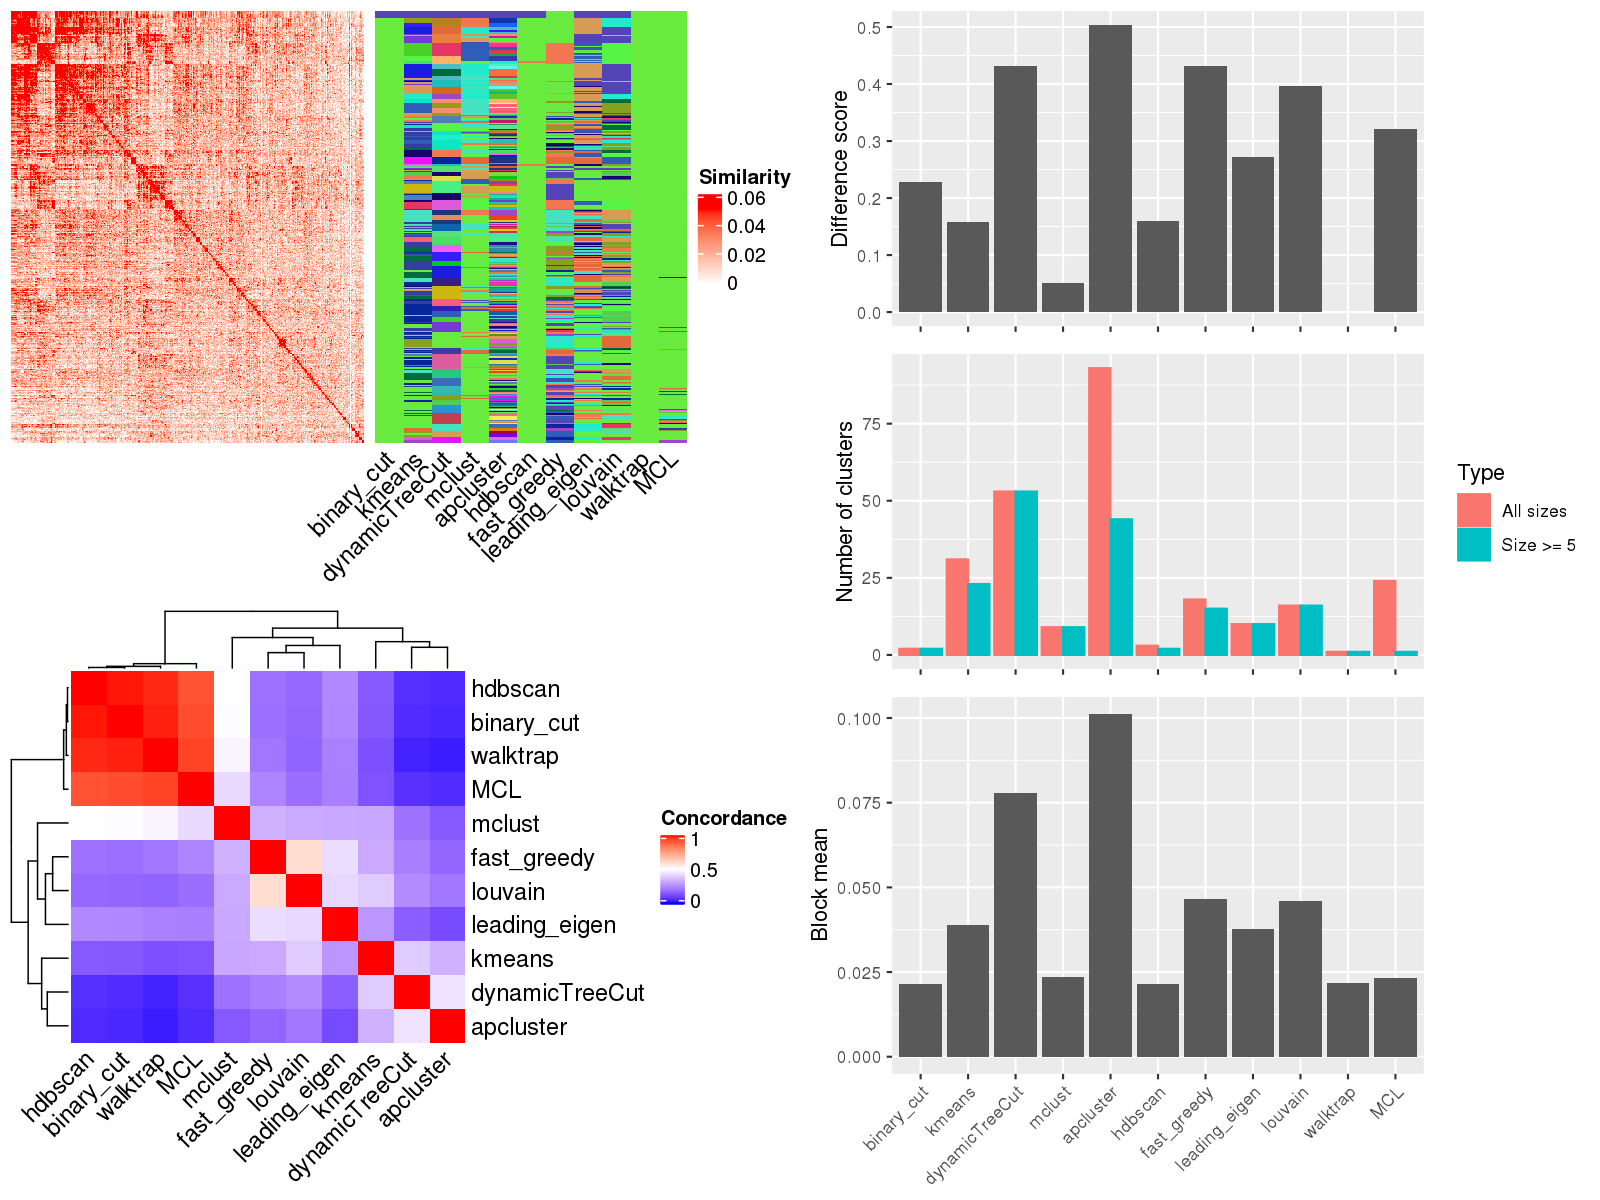 Similarity
0.06
0.04
0.02
0
binary_cut
kmeans
dynamicTreeCut
mclust
apcluster
hdbscan
fast_greedy
leading_eigen
louvain
walktrap
MCL
hdbscan
binary_cut
walktrap
MCL
mclust
fast_greedy
louvain
leading_eigen
kmeans
dynamicTreeCut
apcluster
Concordance
1
0.5
0
hdbscan
binary_cut
walktrap
MCL
mclust
fast_greedy
louvain
leading_eigen
kmeans
dynamicTreeCut
apcluster
Difference score
0.5
0.4
0.3
0.2
0.1
0.0
Number of clusters
75
50
25
0
Type
All sizes
Size >= 5
Block mean
0.100
0.075
0.050
0.025
0.000
binary_cut
kmeans
dynamicTreeCut
mclust
apcluster
hdbscan
fast_greedy
leading_eigen
louvain
walktrap
MCL